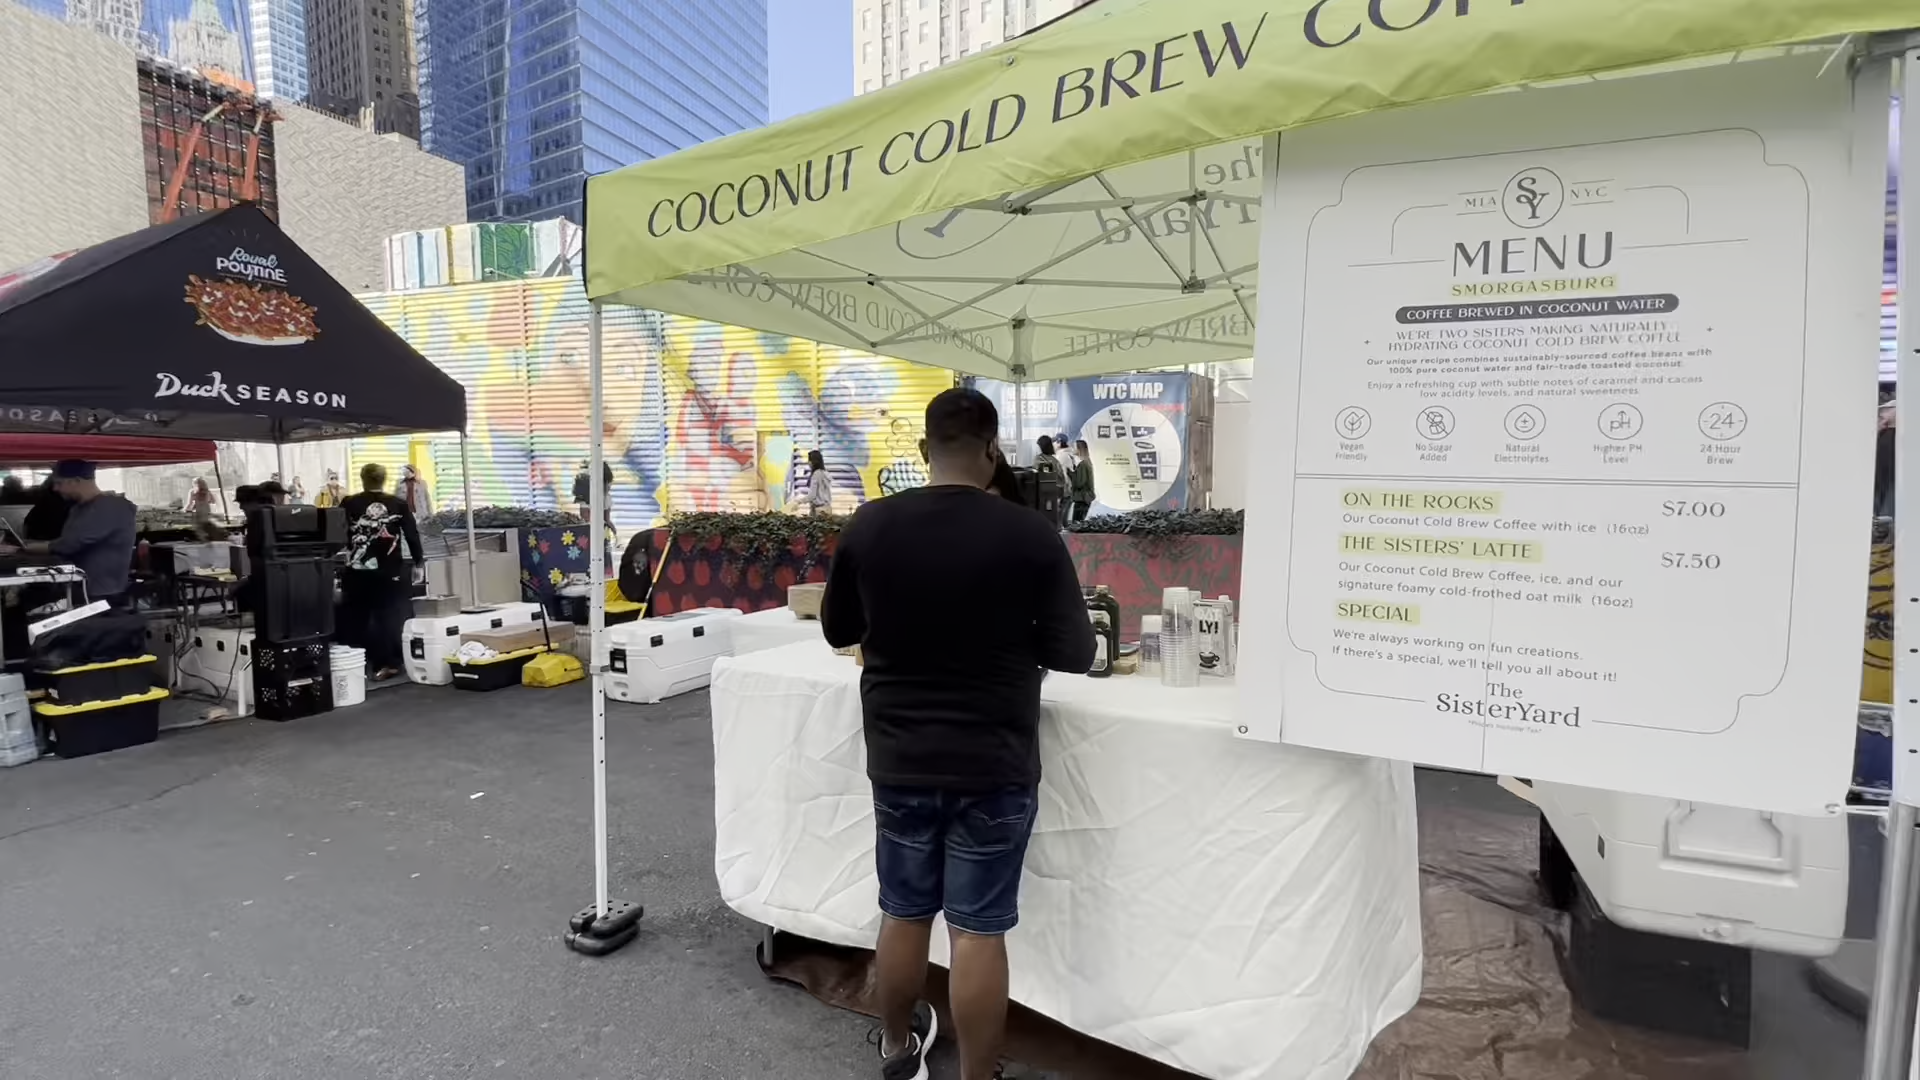 COCONUT COLD BREW CO
Royal
POUTINE
Duck SEASON
WTC MAP
LY!
MIA SY NYC
MENU
SMORGASBURG
COFFEE BREWED IN COCONUT WATER
WE'RE TWO SISTERS MAKING NATURALLY
HYDRATING COCONUT COLD BREW COFFEE
Our unique recipe combines sustainably-sourced coffee beans with
100% pure coconut water and fair-trade toasted coconut.
Enjoy a refreshing cup with subtle notes of caramel and cacao,
low acidity levels, and natural sweetness.
Vegan
Friendly
No Sugar
Added
Natural
Electrolytes
pH
Higher PH
Level
-24-
24 Hour
Brew
ON THE ROCKS $7.00
Our Coconut Cold Brew Coffee with ice (16oz)
THE SISTERS' LATTE $7.50
Our Coconut Cold Brew Coffee, ice, and our
signature foamy cold-frothed oat milk (16oz)
SPECIAL
We're always working on fun creations.
If there's a special, we'll tell you all about it!
The
SisterYard